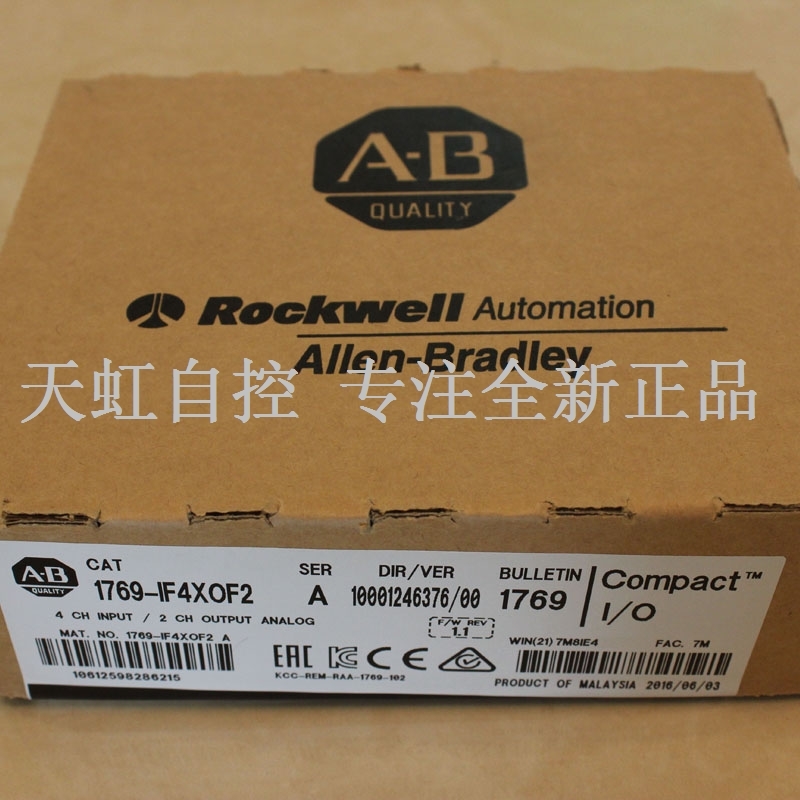 A-B
QUALITY
Rockwell Automation
Allen-Bradley
天虹自控 专注全新正品
A-B
QUALITY
CAT
1769-IF4XOF2
SER
A
DIR/VER
10001246376/00
BULLETIN
1769
Compact™
I/O
4 CH INPUT / 2 CH OUTPUT ANALOG
F/W REV
1.1
MAT. NO. 1769-IF4XOF2 A
10612598286215
EAC
KC
CE
KCC-REM-RAA-1769-102
WIN(21) 7M8IE4
FAC. 7M
PRODUCT OF MALAYSIA 2016/06/03